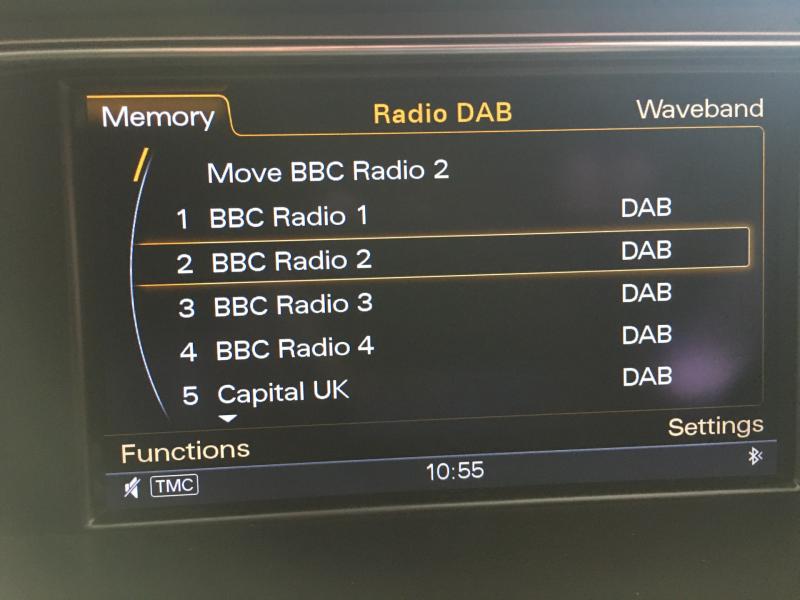 Memory Radio DAB Waveband
Move BBC Radio 2
1 BBC Radio 1 DAB
2 BBC Radio 2 DAB
3 BBC Radio 3 DAB
4 BBC Radio 4 DAB
5 Capital UK DAB
Functions Settings
TMC 10:55